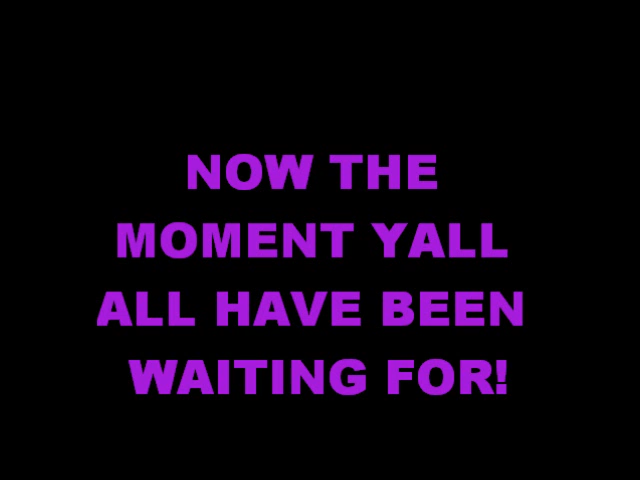 NOW THE
MOMENT YALL
ALL HAVE BEEN
WAITING FOR!